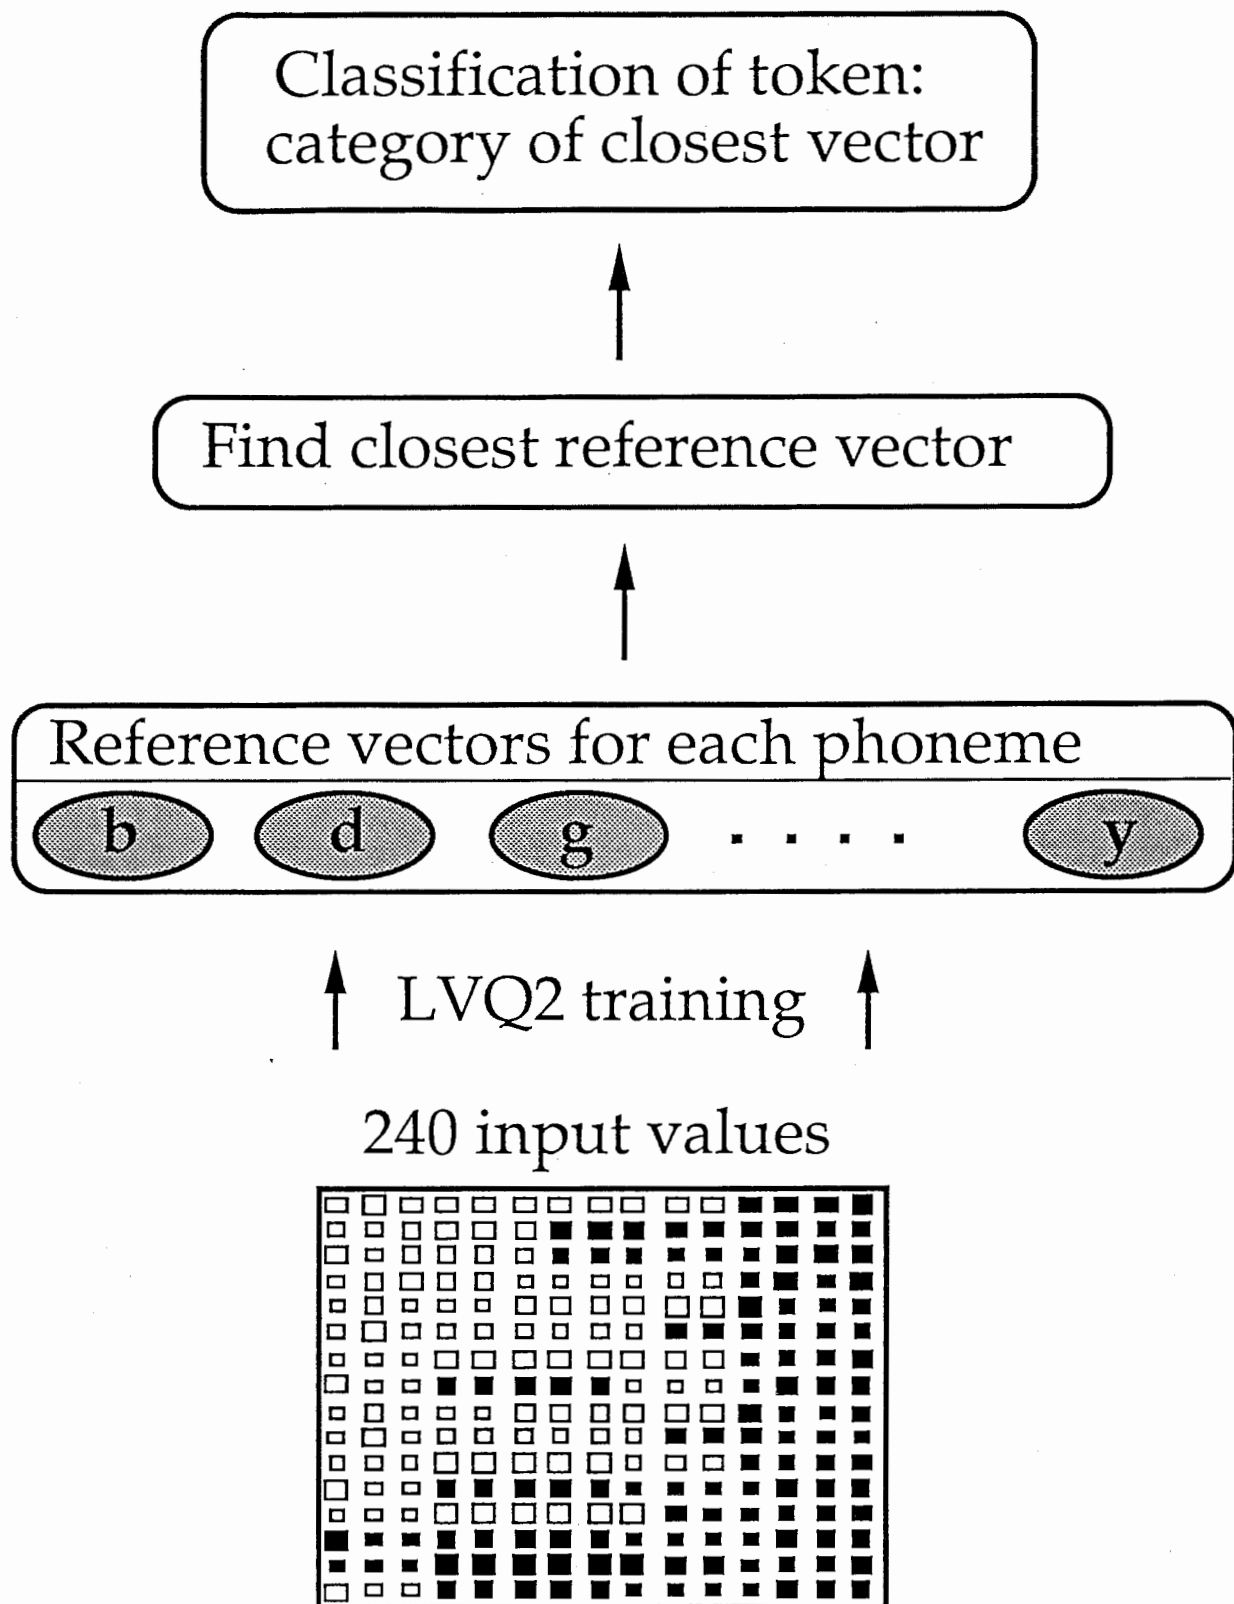 Classification of token:
category of closest vector
Find closest reference vector
Reference vectors for each phoneme
b d g . . . . y
LVQ2 training
240 input values